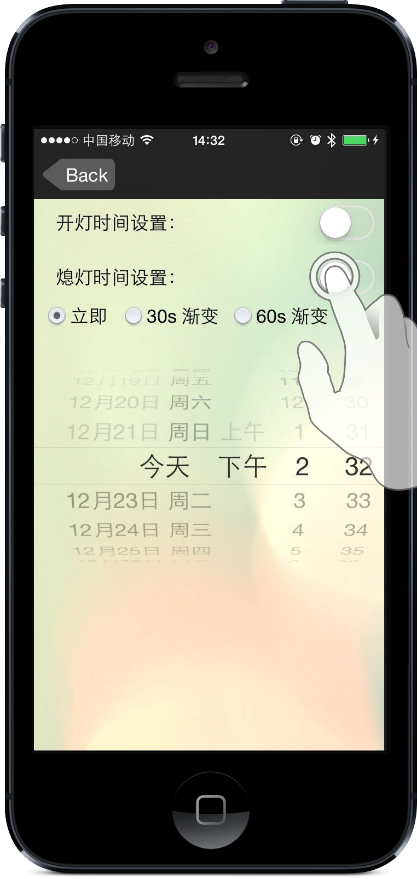 中国移动 14:32
Back
开灯时间设置：
熄灯时间设置：
立即 30s 渐变 60s 渐变
12月19日 周五 11
12月20日 周六 12 30
12月21日 周日 上午 1 31
今天 下午 2 32
12月23日 周二 3 33
12月24日 周三 4 34
12月25日 周四 5 35